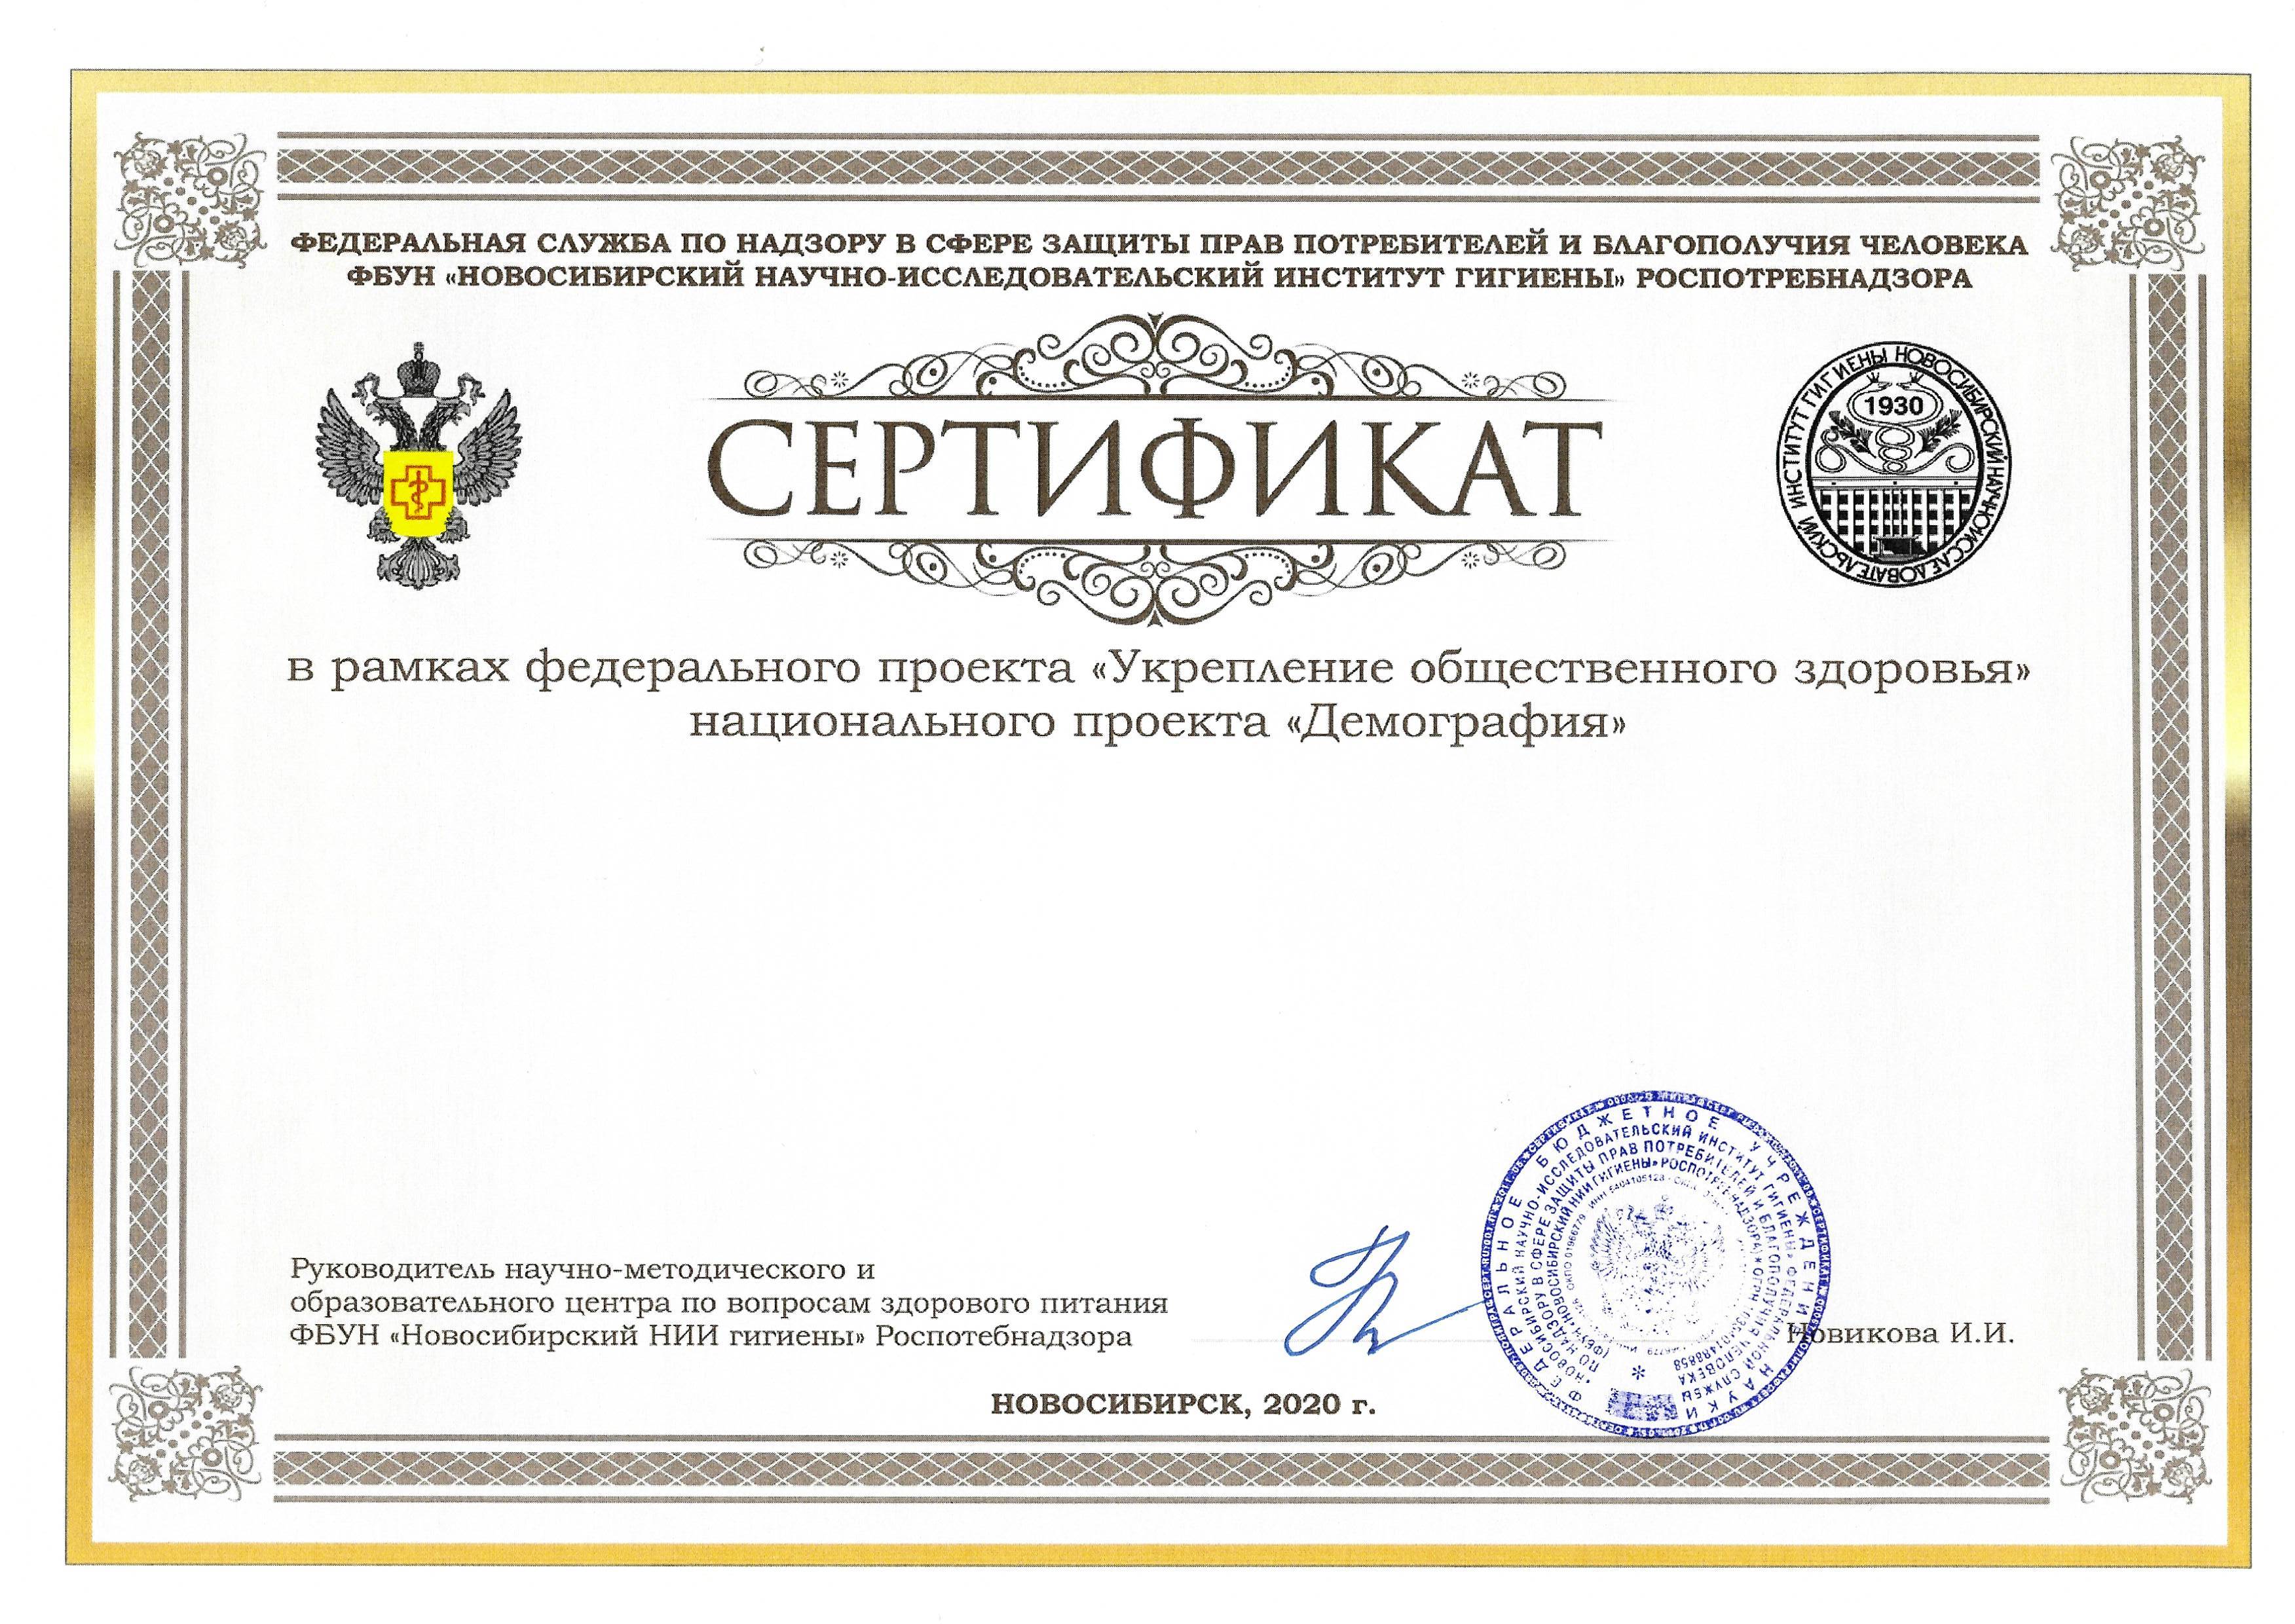 ФЕДЕРАЛЬНАЯ СЛУЖБА ПО НАДЗОРУ В СФЕРЕ ЗАЩИТЫ ПРАВ ПОТРЕБИТЕЛЕЙ И БЛАГОПОЛУЧИЯ ЧЕЛОВЕКА
ФБУН «НОВОСИБИРСКИЙ НАУЧНО-ИССЛЕДОВАТЕЛЬСКИЙ ИНСТИТУТ ГИГИЕНЫ» РОСПОТРЕБНАДЗОРА
НОВОСИБИРСКИЙ НАУЧНО-ИССЛЕДОВАТЕЛЬСКИЙ ИНСТИТУТ ГИГИЕНЫ
1930
СЕРТИФИКАТ
в рамках федерального проекта «Укрепление общественного здоровья»
национального проекта «Демография»
ФЕДЕРАЛЬНОЕ БЮДЖЕТНОЕ УЧРЕЖДЕНИЕ НАУКИ
«НОВОСИБИРСКИЙ НАУЧНО-ИССЛЕДОВАТЕЛЬСКИЙ ИНСТИТУТ ГИГИЕНЫ» ФЕДЕРАЛЬНОЙ СЛУЖБЫ
ПО НАДЗОРУ В СФЕРЕ ЗАЩИТЫ ПРАВ ПОТРЕБИТЕЛЕЙ И БЛАГОПОЛУЧИЯ ЧЕЛОВЕКА
(ФБУН «НОВОСИБИРСКИЙ НИИ ГИГИЕНЫ» РОСПОТРЕБНАДЗОРА)
Руководитель научно-методического и
образовательного центра по вопросам здорового питания
ФБУН «Новосибирский НИИ гигиены» Роспотебнадзора
Новикова И.И.
НОВОСИБИРСК, 2020 г.